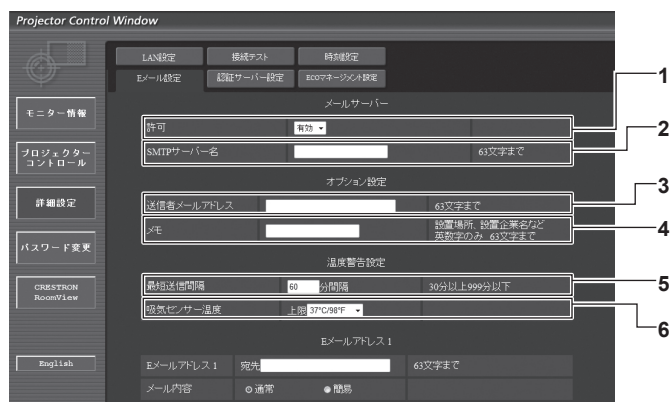 Projector Control Window
LAN設定 接続テスト 時刻設定
Eメール設定 認証サーバー設定 ECOマネージメント設定
モニター情報
プロジェクター
コントロール
詳細設定
パスワード変更
CRESTRON
RoomView
English
メールサーバー
許可 有効
SMTPサーバー名 63文字まで
オプション設定
送信者メールアドレス 63文字まで
メモ 設置場所, 設置企業名など
英数字のみ 63文字まで
温度警告設定
最短送信間隔 60 分間隔 30分以上999分以下
吸気センサー温度 上限 37°C/98°F
Eメールアドレス 1
Eメールアドレス 1 宛先 63文字まで
メール内容 通常 簡易
1
2
3
4
5
6